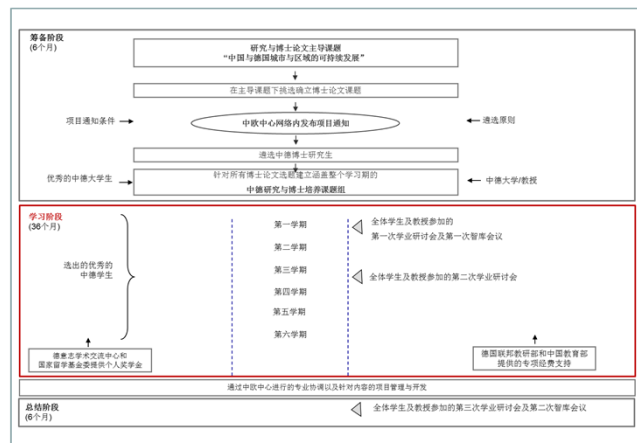 筹备阶段
(6个月)
研究与博士论文主导课题
“中国与德国城市与区域的可持续发展”
在主导课题下挑选确立博士论文课题
项目通知条件
中欧中心网络内发布项目通知
遴选原则
遴选中德博士研究生
优秀的中德大学生
针对所有博士论文选题建立涵盖整个学习期的
中德研究与博士培养课题组
中德大学/教授
学习阶段
(36个月)
第一学期
全体学生及教授参加的
第一次学业研讨会及第一次智库会议
第二学期
选出的优秀的
中德学生
第三学期
全体学生及教授参加的第二次学业研讨会
第四学期
第五学期
第六学期
德意志学术交流中心和
国家留学基金委提供个人奖学金
德国联邦教研部和中国教育部
提供的专项经费支持
通过中欧中心进行的专业协调以及针对内容的项目管理与开发
总结阶段
(6个月)
全体学生及教授参加的第三次学业研讨会及第二次智库会议